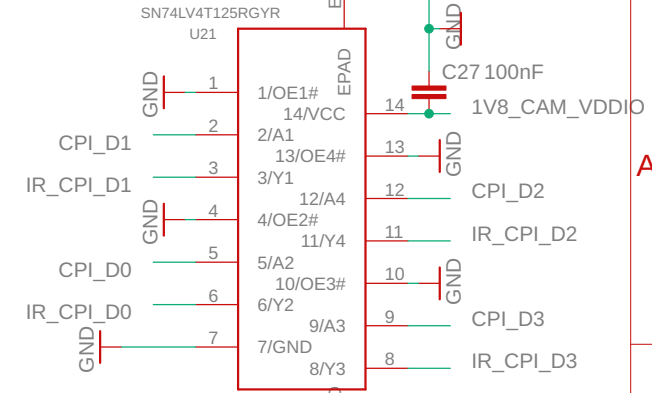 SN74LV4T125RGYR
U21
EPAD
GND
C27 100nF
GND
1
1/OE1#
14/VCC
14
1V8_CAM_VDDIO
CPI_D1
2
2/A1
13/OE4#
13
GND
IR_CPI_D1
3
3/Y1
12/A4
12
CPI_D2
GND
4
4/OE2#
11/Y4
11
IR_CPI_D2
CPI_D0
5
5/A2
10/OE3#
10
GND
IR_CPI_D0
6
6/Y2
9/A3
9
CPI_D3
GND
7
7/GND
8/Y3
8
IR_CPI_D3
A